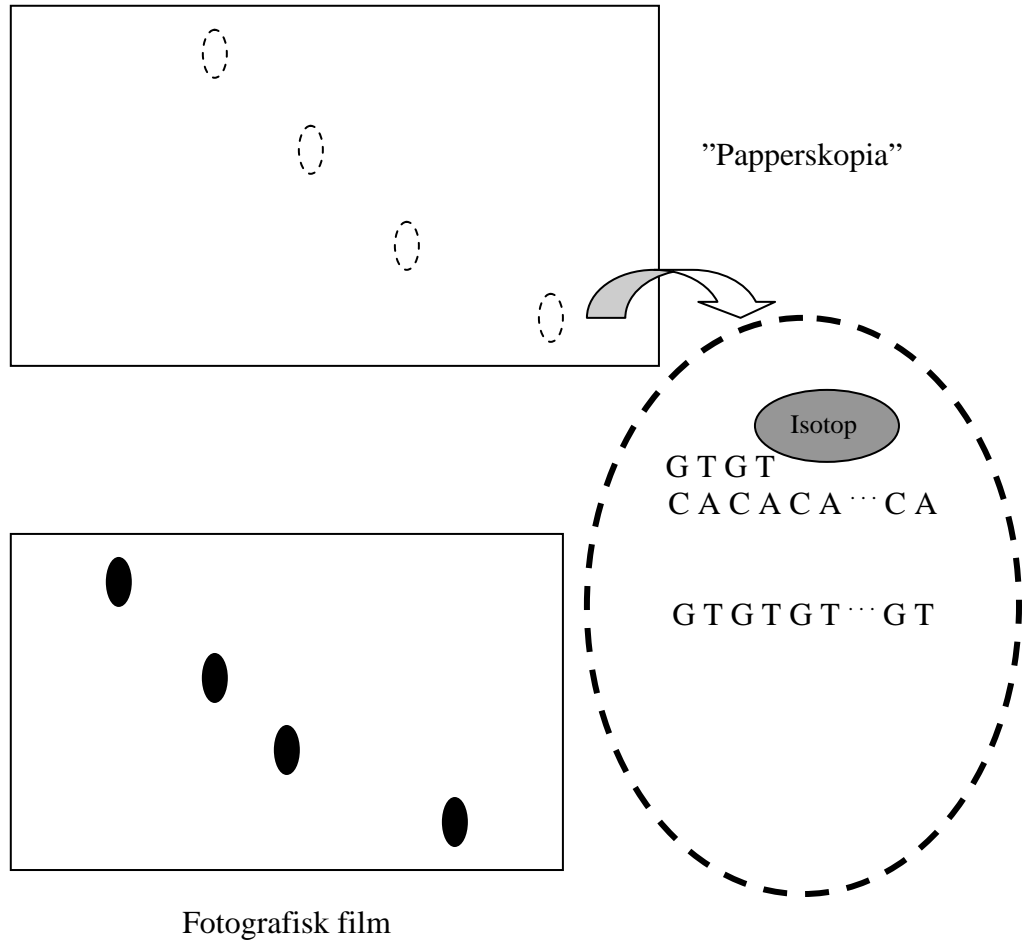 ”Papperskopia”
Isotop
G T G T
C A C A C A ... C A
G T G T G T ... G T
Fotografisk film